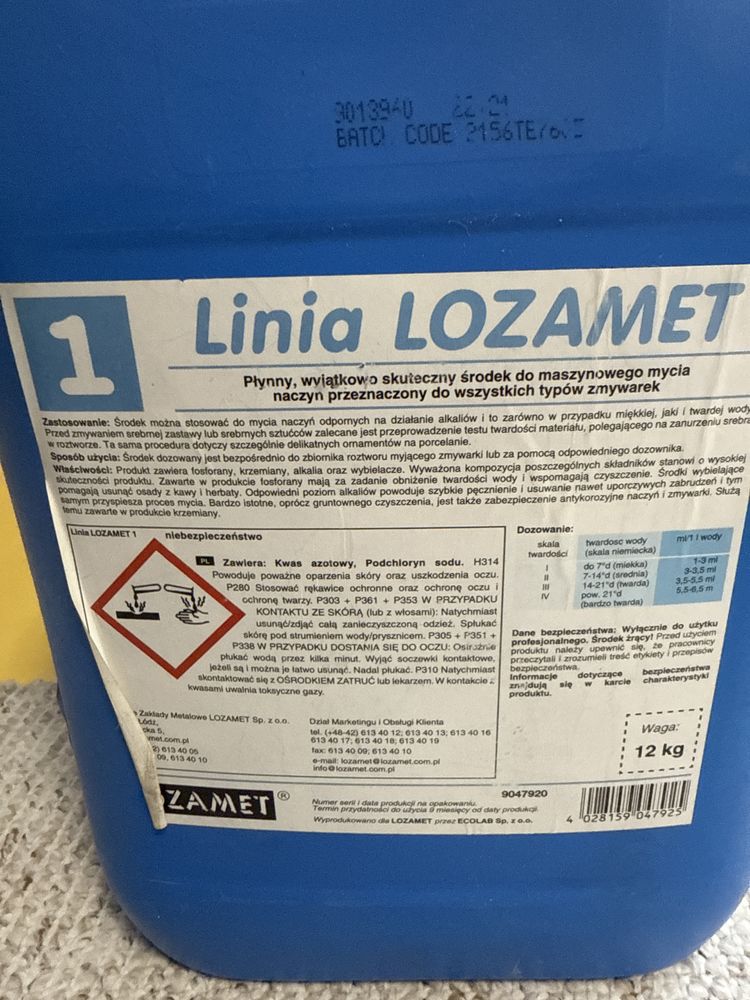 BATCH CODE
1
Linia LOZAMET
Płynny, wyjątkowo skuteczny środek do maszynowego mycia
naczyń przeznaczony do wszystkich typów zmywarek
Zastosowanie: Środek można stosować do mycia naczyń odpornych na działanie alkaliów i to zarówno w przypadku miękkiej, jaki i twardej wody
Przed zmywaniem srebrnej zastawy lub srebrnych sztućców zalecane jest przeprowadzenie testu twardości materiału, polegającego na zanurzeniu srebra
w roztworze. Ta sama procedura dotyczy szczególnie delikatnych ornamentów na porcelanie.
Sposób użycia: Środek dozowany jest bezpośrednio do zbiornika roztworu myjącego zmywarki lub za pomocą odpowiedniego dozownika.
Właściwości: Produkt zawiera fosforany, krzemiany, alkalia oraz wybielacze. Wyważona kompozycja poszczególnych składników stanowi o wysokiej
skuteczności produktu. Zawarte w produkcie fosforany mają za zadanie obniżenie twardości wody i wspomagają czyszczenie. Środki wybielające
pomagają usunąć osady z kawy i herbaty. Odpowiedni poziom alkaliów powoduje szybkie pęcznienie i usuwanie nawet uporczywych zabrudzeń i tym
samym przyspiesza proces mycia. Bardzo istotne, oprócz gruntownego czyszczenia, jest także zabezpieczenie antykorozyjne naczyń i zmywarki. Służą
temu zawarte w produkcie krzemiany.
Linia LOZAMET 1 niebezpieczeństwo
PL Zawiera: Kwas azotowy, Podchloryn sodu. H314
Powoduje poważne oparzenia skóry oraz uszkodzenia oczu.
P280 Stosować rękawice ochronne oraz ochronę oczu i
ochronę twarzy. P303 + P361 + P353 W PRZYPADKU
KONTAKTU ZE SKÓRĄ (lub z włosami): Natychmiast
usunąć/zdjąć całą zanieczyszczoną odzież. Spłukać
skórę pod strumieniem wody/prysznicem. P305 + P351 +
P338 W PRZYPADKU DOSTANIA SIĘ DO OCZU: Ostrożnie
płukać wodą przez kilka minut. Wyjąć soczewki kontaktowe,
jeżeli są i można je łatwo usunąć. Nadal płukać. P310 Natychmiast
skontaktować się z OŚRODKIEM ZATRUĆ lub lekarzem. W kontakcie z
kwasami uwalnia toksyczne gazy.
Zakłady Metalowe LOZAMET Sp. z o.o.
Łódz,
cka 5,
met.com.pl
2) 613 40 05
09, 613 40 10
Dział Marketingu i Obsługi Klienta
tel. (+48-42) 613 40 12; 613 40 13; 613 40 16
613 40 17; 613 40 18; 613 40 19
fax: 613 40 09; 613 40 10
e-mail: lozamet@lozamet.com.pl
info@lozamet.com.pl
Dozowanie:
skala twardości
twardosc wody (skala niemiecka)
ml/1 l wody
I do 7°d (miekka) 1-3 ml
II 7-14°d (srednia) 3-3,5 ml
III 14-21°d (twarda) 3,5-5,5 ml
IV pow. 21°d 5,5-6,5 m
(bardzo twarda)
Dane bezpieczeństwa: Wyłącznie do użytku
profesjonalnego. Środek żrący! Przed użyciem
produktu należy upewnić się, że pracownicy
przeczytali i zrozumieli treść etykiety i przepisów
bezpieczeństwa.
Informacje dotyczące bezpieczeństwa
znajdują się w karcie charakterystyki
produktu.
Waga:
12 kg
ZAMET®
9047920
Numer serii i data produkcji na opakowaniu.
Termin przydatności do użycia 9 miesięcy od daty produkcji.
Wyprodukowano dla LOZAMET przez ECOLAB Sp. z o.o.
4 028159 047925